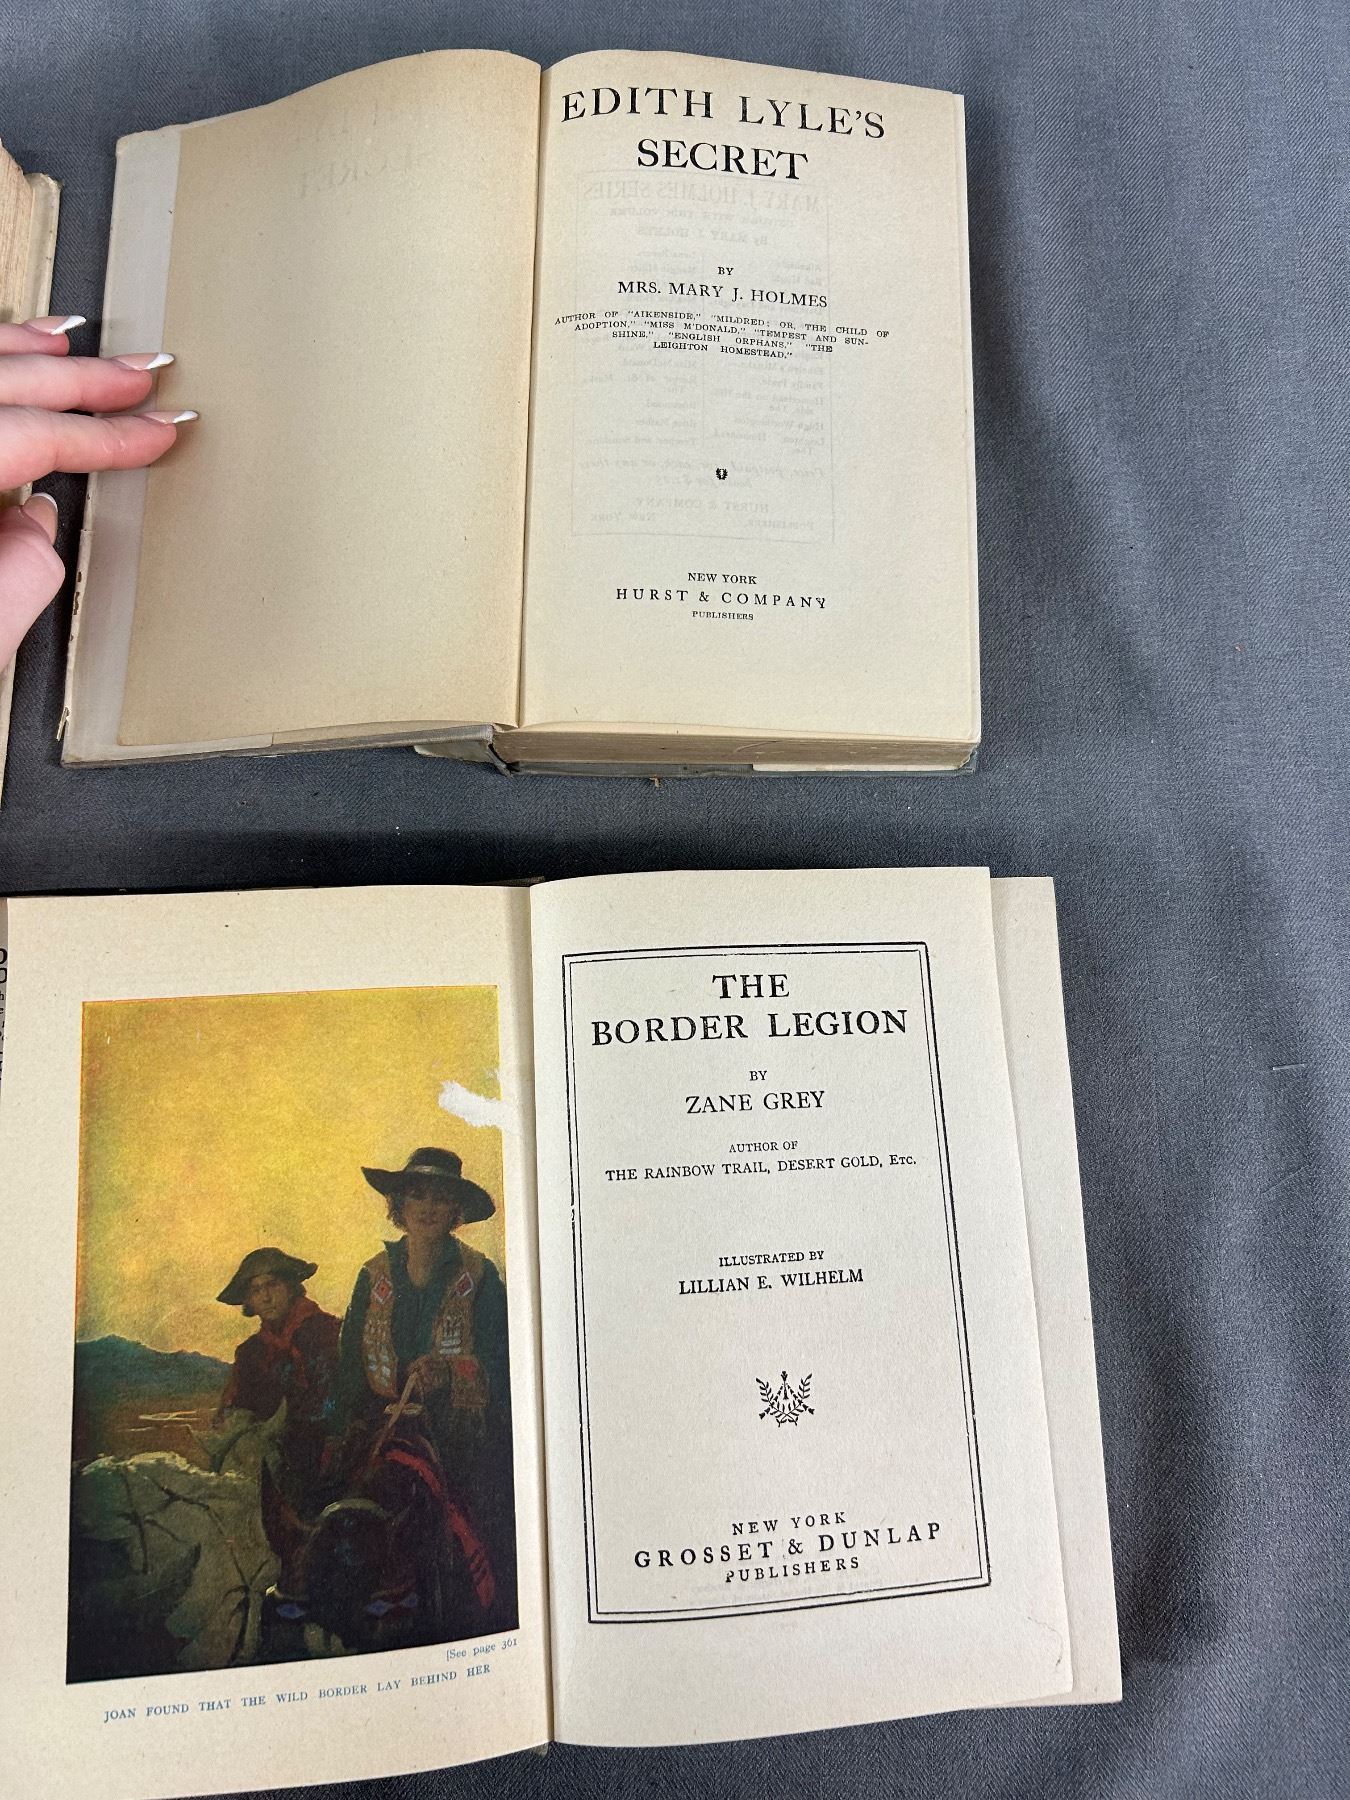 EDITH LYLE'S
SECRET
BY
MRS. MARY J. HOLMES
AUTHOR OF "AIKENSIDE," "MILDRED; OR, THE CHILD OF
ADOPTION," "MISS M'DONALD," "TEMPEST AND SUN-
SHINE," "ENGLISH ORPHANS," "THE
LEIGHTON HOMESTEAD."
NEW YORK
HURST & COMPANY
PUBLISHERS
[See page 361
JOAN FOUND THAT THE WILD BORDER LAY BEHIND HER
THE
BORDER LEGION
BY
ZANE GREY
AUTHOR OF
THE RAINBOW TRAIL, DESERT GOLD, ETC.
ILLUSTRATED BY
LILLIAN E. WILHELM
NEW YORK
GROSSET & DUNLAP
PUBLISHERS